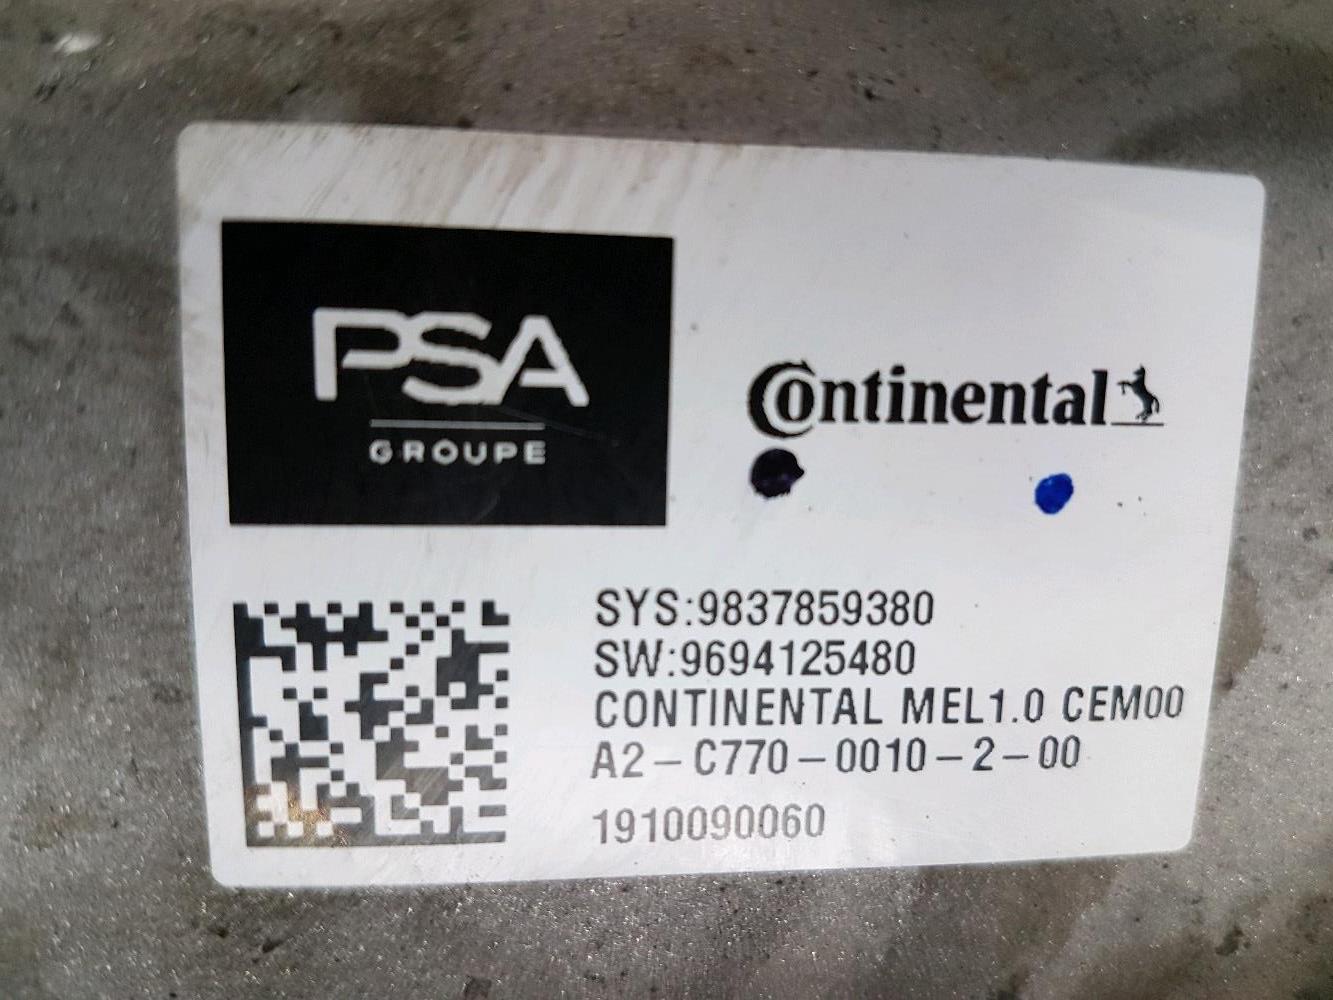 PSA
GROUPE
Continental
SYS:9837859380
SW:9694125480
CONTINENTAL MEL1.0 CEM00
A2-C770-0010-2-00
1910090060